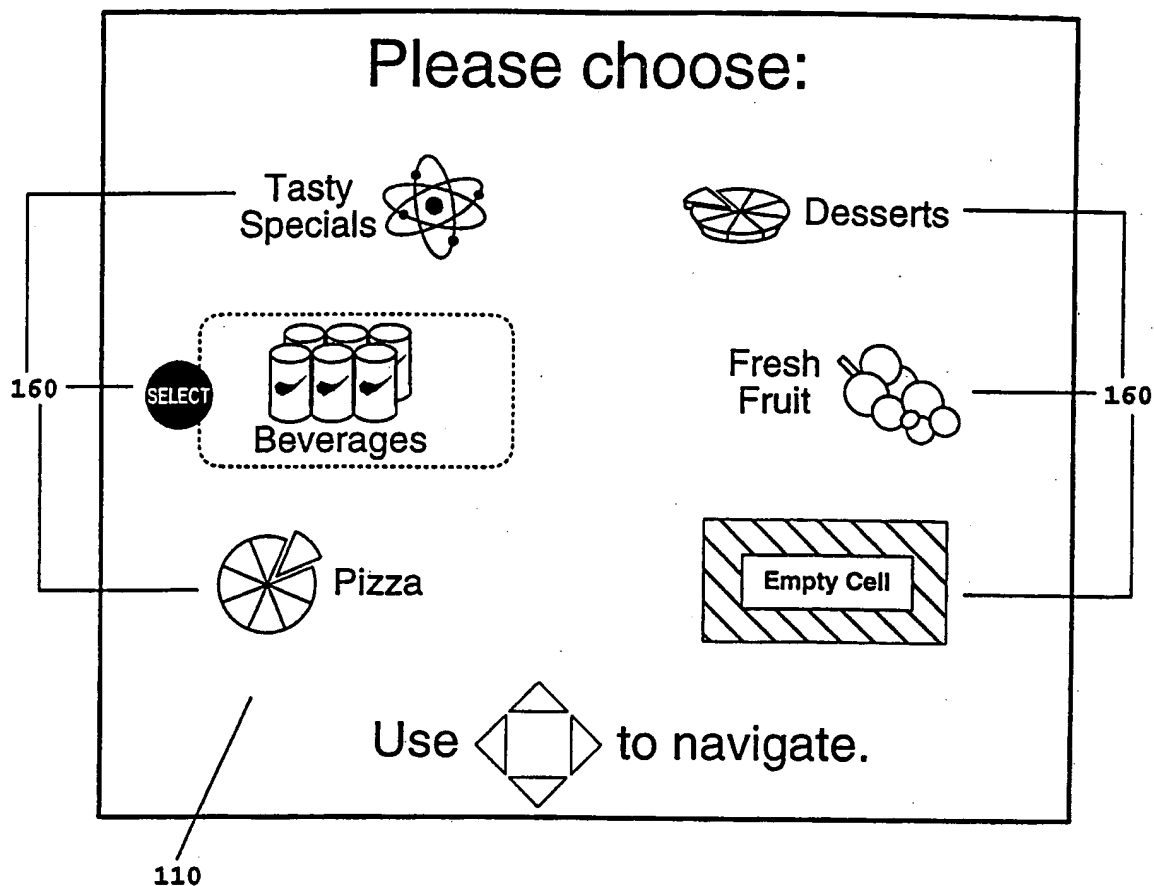 Please choose:
Tasty
Specials
Desserts
160
SELECT
Beverages
Fresh
Fruit
160
Pizza
Empty Cell
Use to navigate.
110